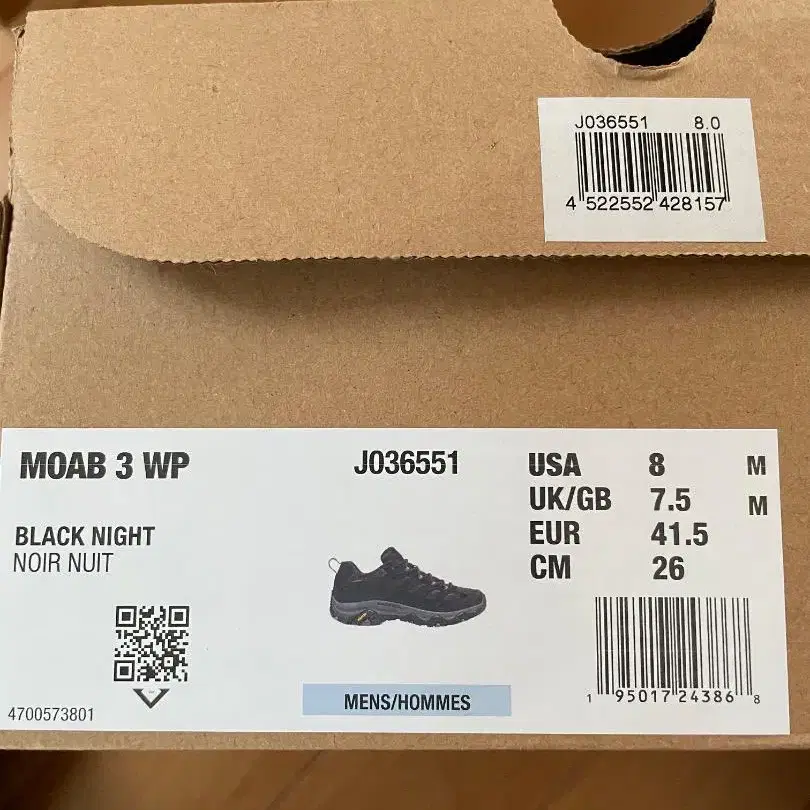 J036551 8.0
4 522552 428157
MOAB 3 WP
J036551
BLACK NIGHT
NOIR NUIT
4700573801
MENS/HOMMES
USA 8 M
UK/GB 7.5 M
EUR 41.5
CM 26
1 95017 24386 8